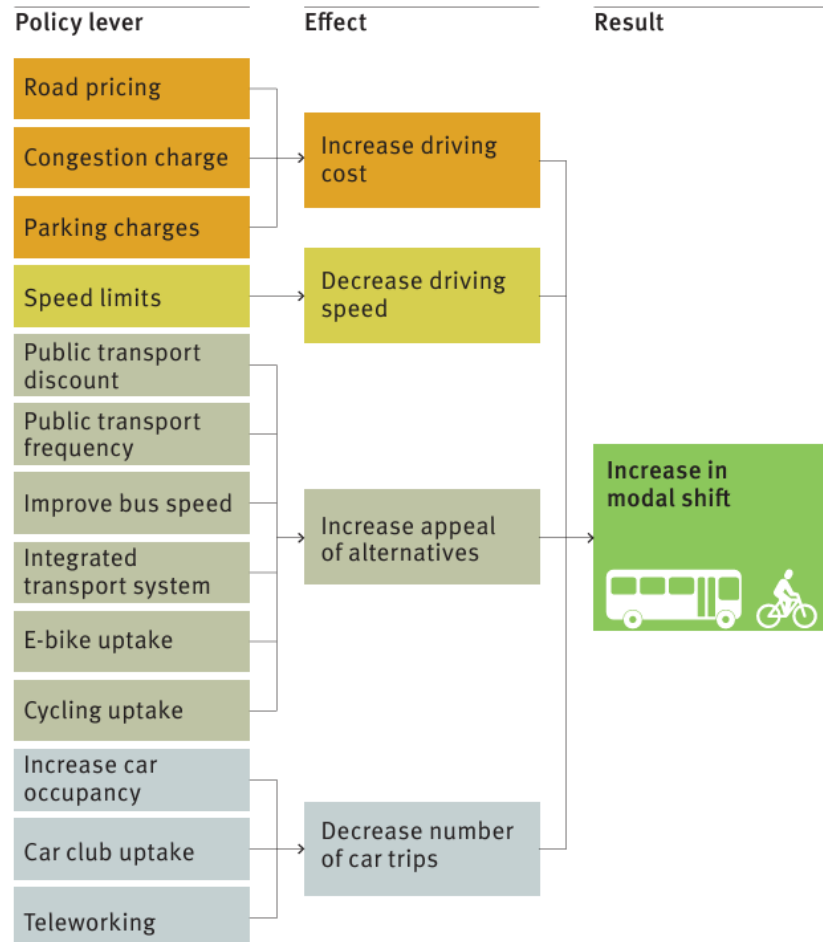 Policy lever
Effect
Result
Road pricing
Congestion charge
Parking charges
Increase driving
cost
Speed limits
Decrease driving
speed
Public transport
discount
Public transport
frequency
Improve bus speed
Integrated
transport system
E-bike uptake
Cycling uptake
Increase appeal
of alternatives
Increase in
modal shift
Increase car
occupancy
Car club uptake
Teleworking
Decrease number
of car trips